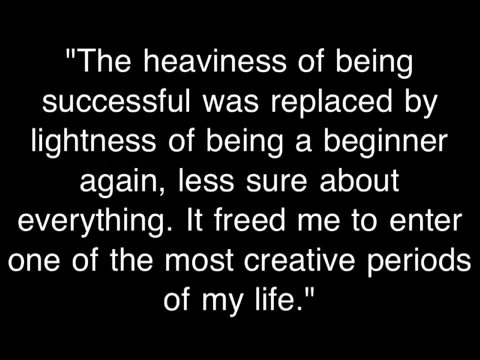 "The heaviness of being
successful was replaced by
lightness of being a beginner
again, less sure about
everything. It freed me to enter
one of the most creative periods
of my life."